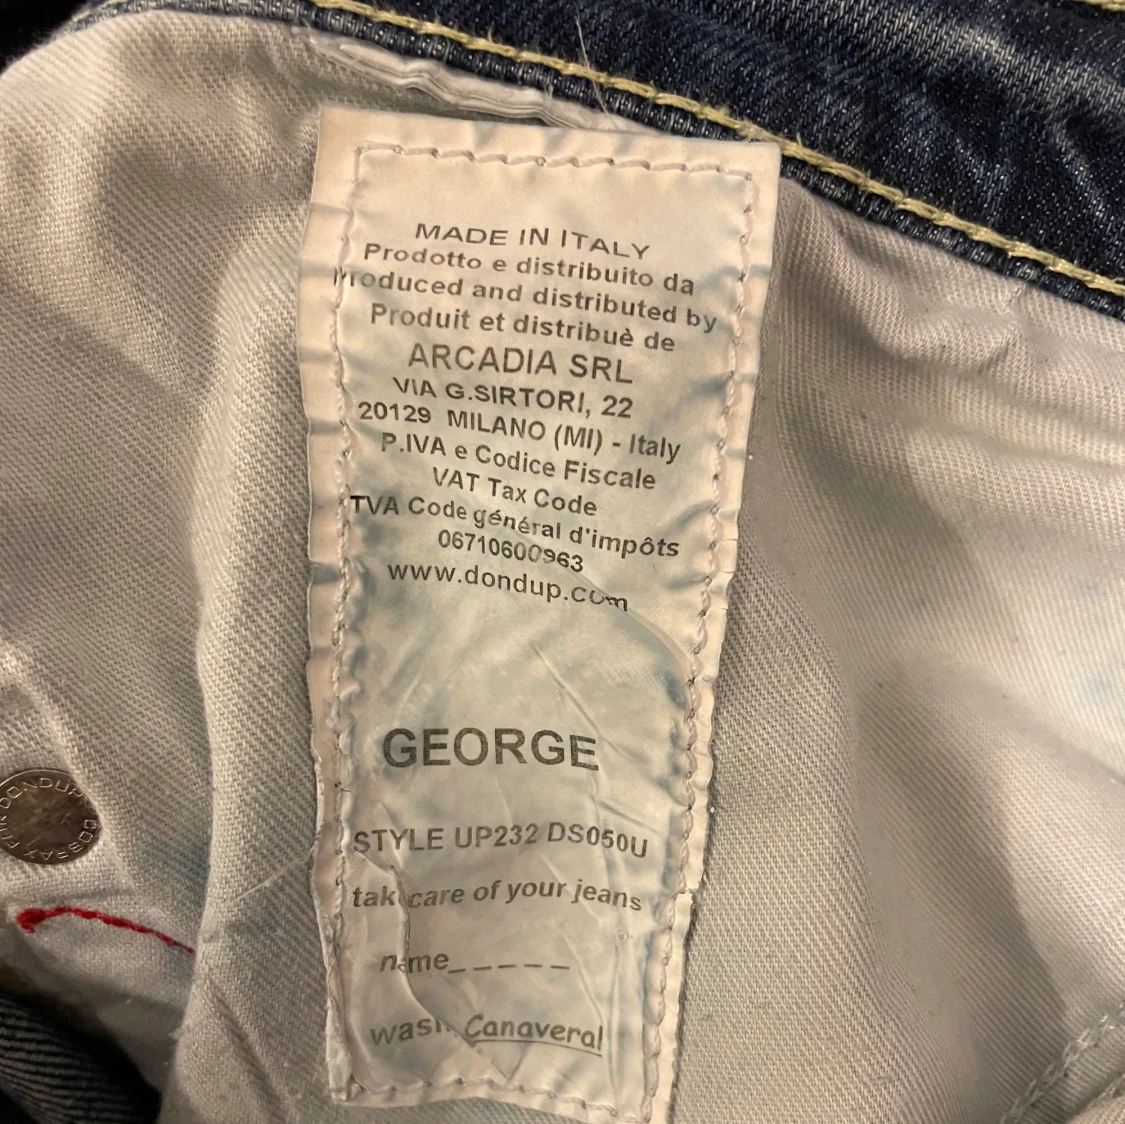 MADE IN ITALY
Prodotto e distribuito da
Produced and distributed by
Produit et distribuè de
ARCADIA SRL
VIA G.SIRTORI, 22
20129 MILANO (MI) - Italy
P.IVA e Codice Fiscale
VAT Tax Code
TVA Code général d'impôts
06710600963
www.dondup.com
GEORGE
STYLE UP232 DS050U
take care of your jeans
name_ _ _ _ _
wash Canaveral
DONDUP